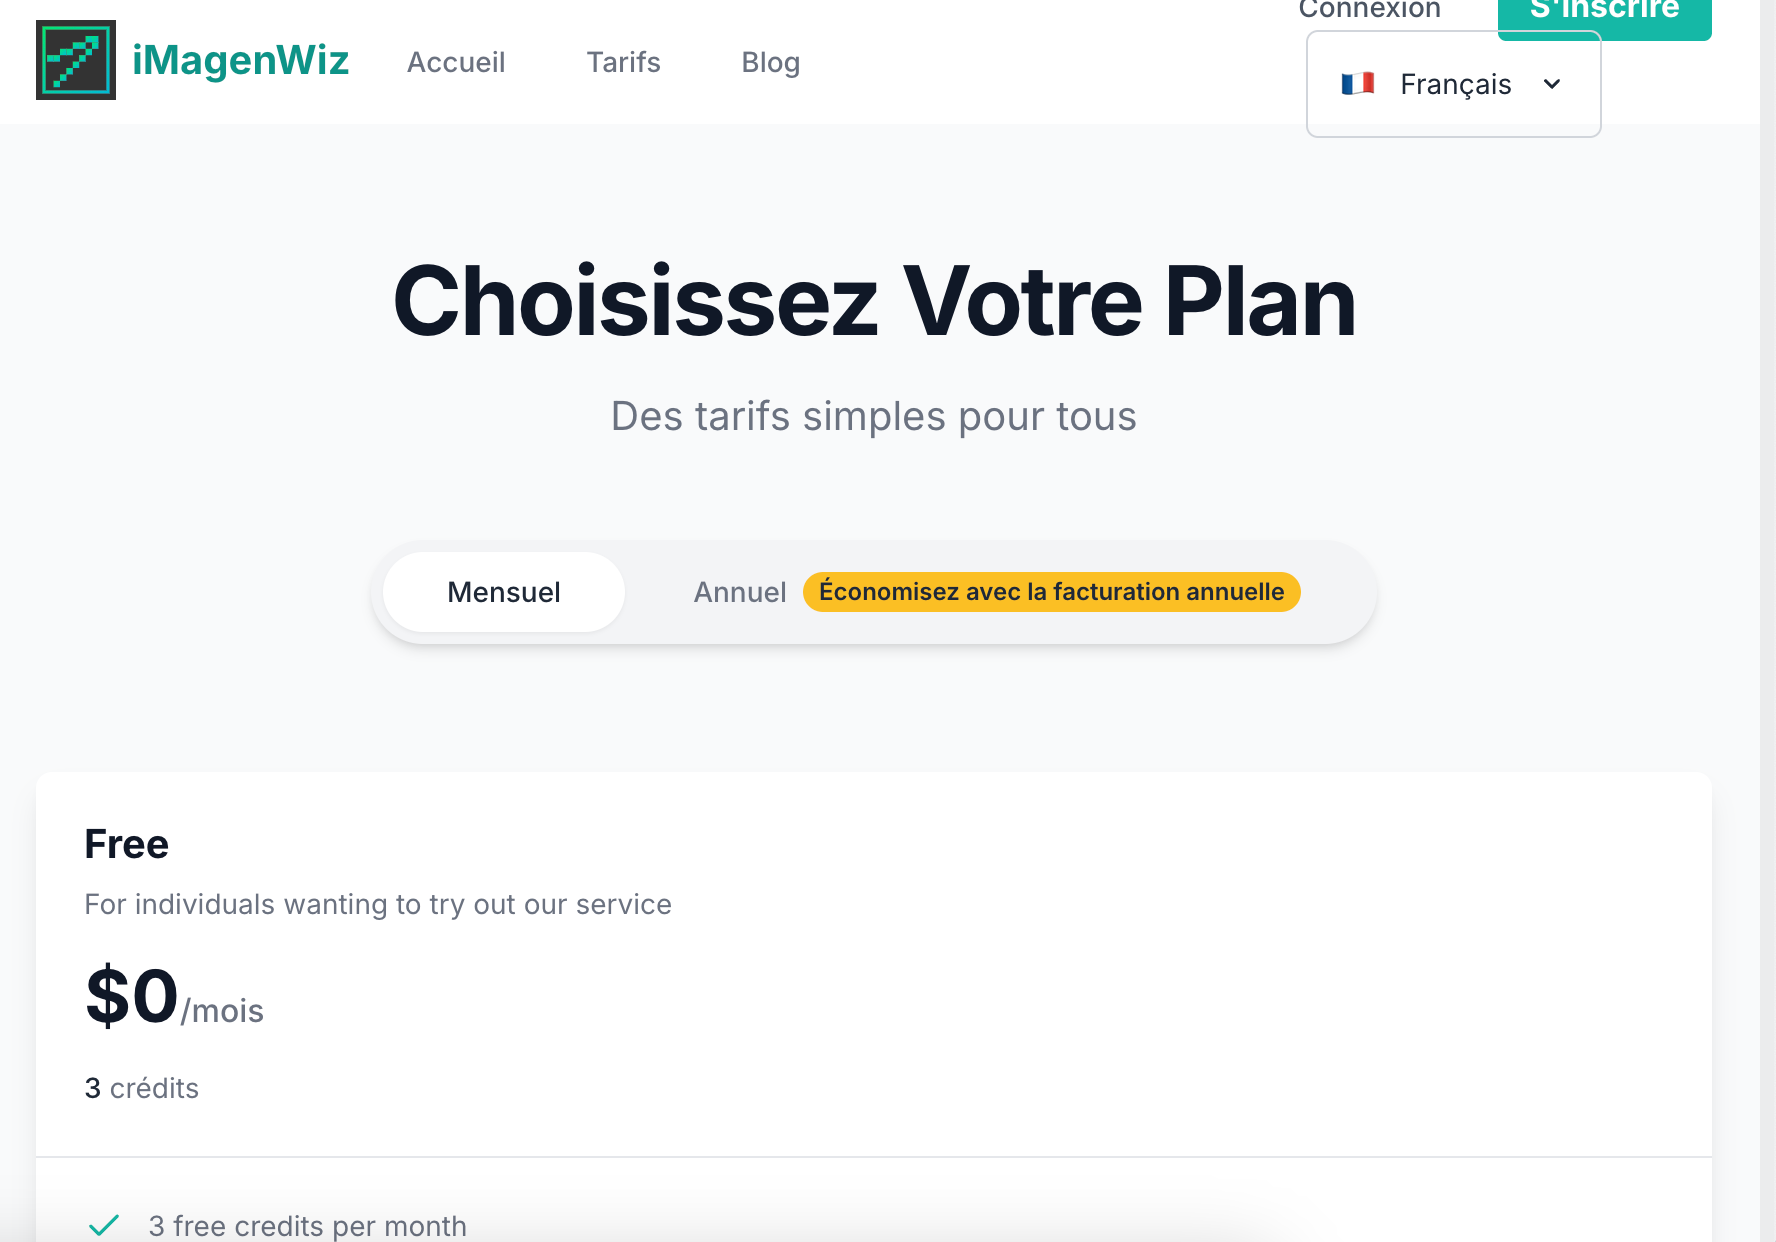 iMagenWiz
Accueil
Tarifs
Blog
Connexion
S'inscrire
Français
Choisissez Votre Plan
Des tarifs simples pour tous
Mensuel
Annuel
Économisez avec la facturation annuelle
Free
For individuals wanting to try out our service
$0/mois
3 crédits
3 free credits per month